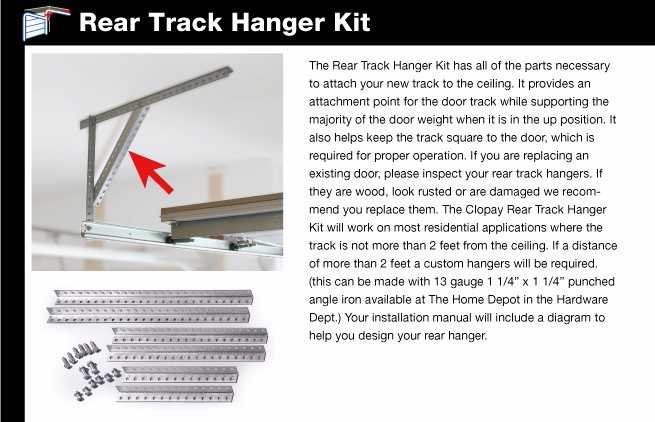 Rear Track Hanger Kit
The Rear Track Hanger Kit has all of the parts necessary
to attach your new track to the ceiling. It provides an
attachment point for the door track while supporting the
majority of the door weight when it is in the up position. It
also helps keep the track square to the door, which is
required for proper operation. If you are replacing an
existing door, please inspect your rear track hangers. If
they are wood, look rusted or are damaged we recom-
mend you replace them. The Clopay Rear Track Hanger
Kit will work on most residential applications where the
track is not more than 2 feet from the ceiling. If a distance
of more than 2 feet a custom hangers will be required.
(this can be made with 13 gauge 1 1/4” x 1 1/4” punched
angle iron available at The Home Depot in the Hardware
Dept.) Your installation manual will include a diagram to
help you design your rear hanger.